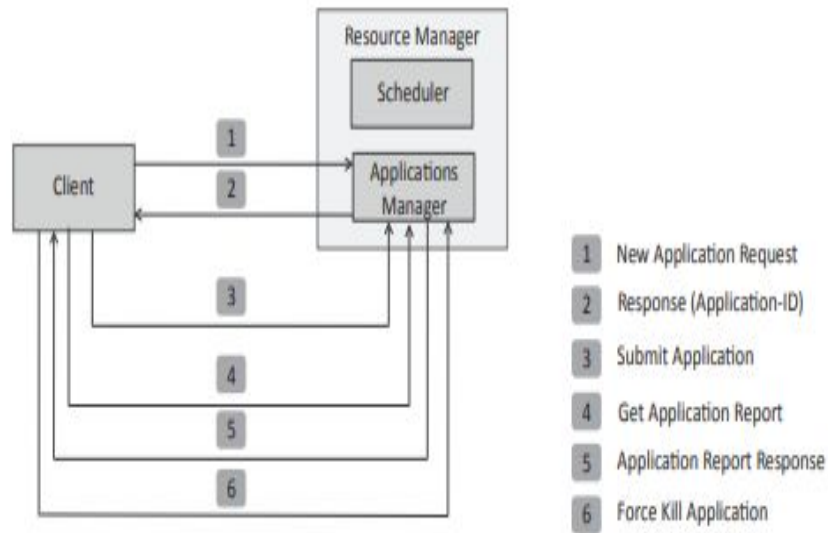 Resource Manager
Scheduler
1
Client
2
Applications
Manager
3
4
5
6
1 New Application Request
2 Response (Application-ID)
3 Submit Application
4 Get Application Report
5 Application Report Response
6 Force Kill Application